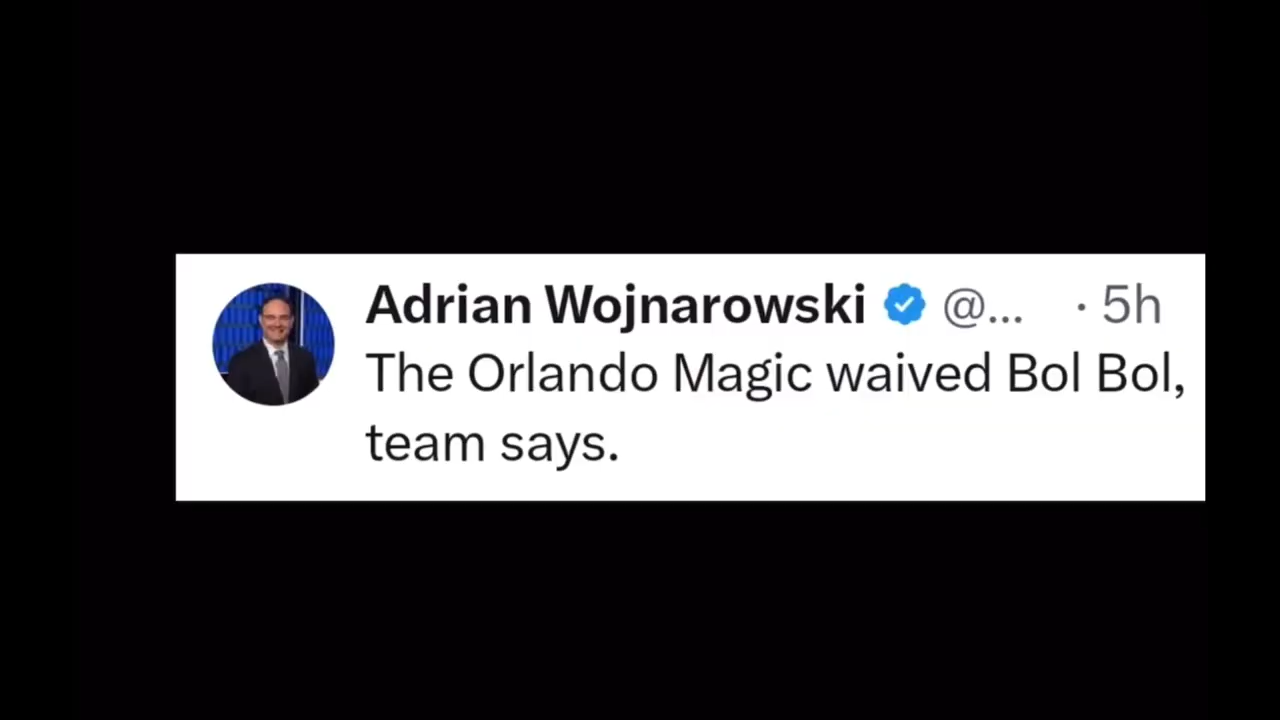 Adrian Wojnarowski @... · 5h
The Orlando Magic waived Bol Bol,
team says.